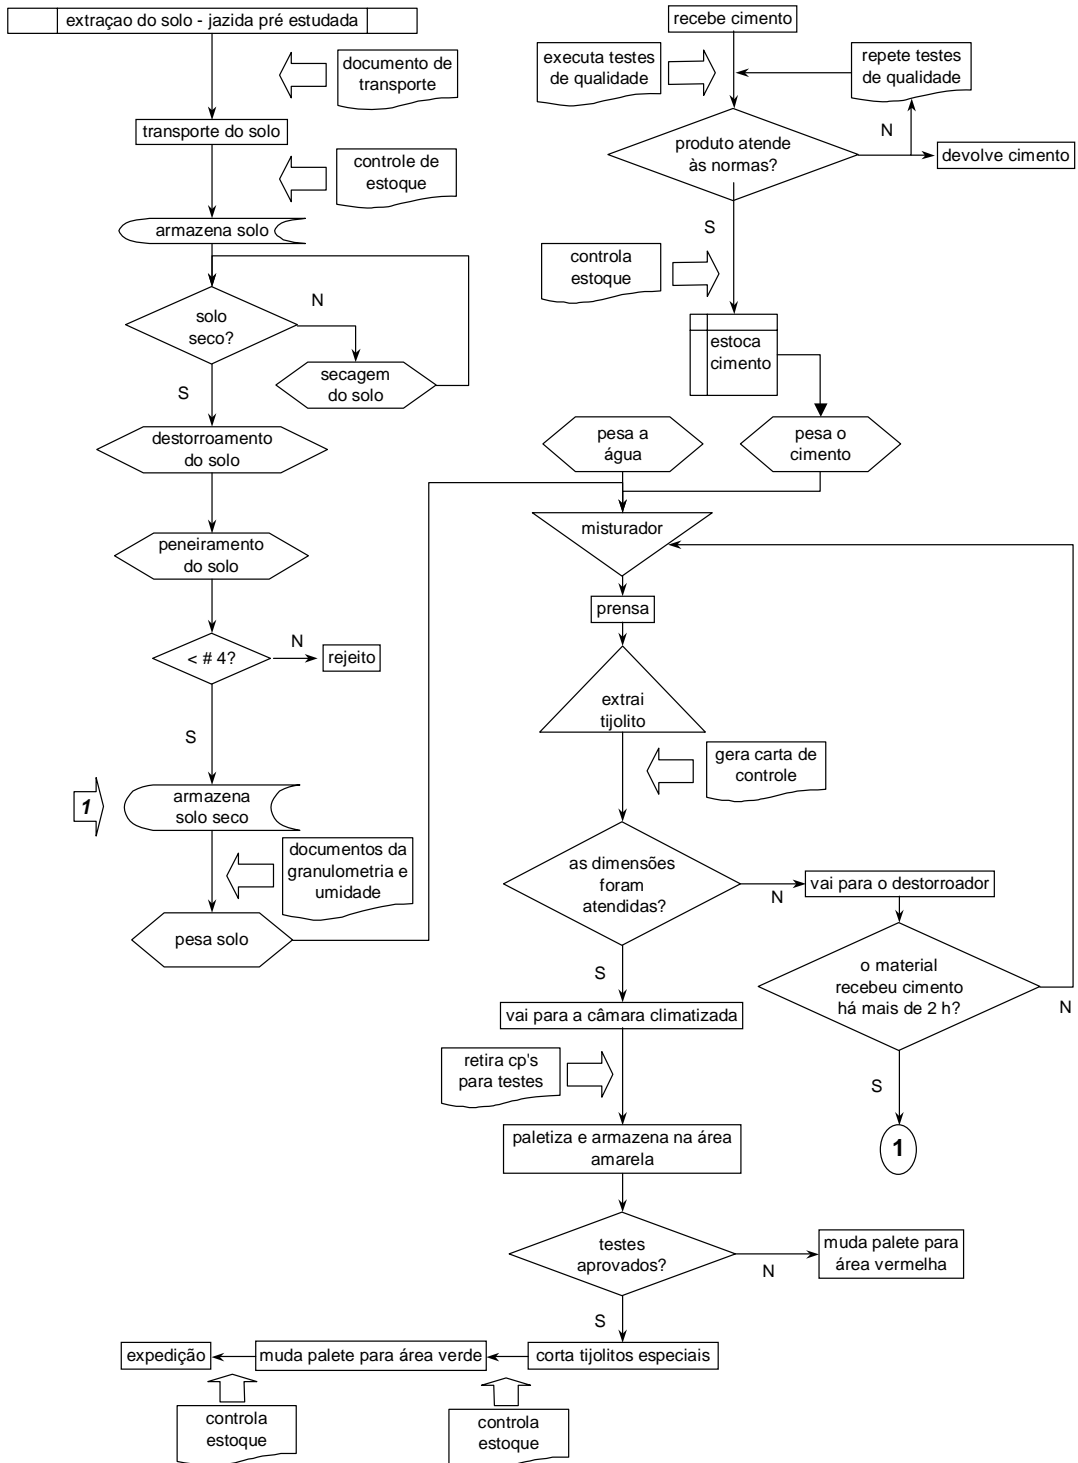 extraçao do solo - jazida pré estudada
documento de
transporte
transporte do solo
controle de
estoque
armazena solo
solo
seco?
N
secagem
do solo
S
destorroamento
do solo
peneiramento
do solo
< # 4?
N
rejeito
S
1
armazena
solo seco
documentos da
granulometria e
umidade
pesa solo
recebe cimento
executa testes
de qualidade
repete testes
de qualidade
produto atende
às normas?
N
devolve cimento
S
controla
estoque
estoca
cimento
pesa a
água
pesa o
cimento
misturador
prensa
extrai
tijolito
gera carta de
controle
as dimensões
foram
atendidas?
N
vai para o destorroador
o material
recebeu cimento
há mais de 2 h?
N
S
1
S
vai para a câmara climatizada
retira cp's
para testes
paletiza e armazena na área
amarela
testes
aprovados?
N
muda palete para
área vermelha
S
corta tijolitos especiais
muda palete para área verde
expedição
controla
estoque
controla
estoque